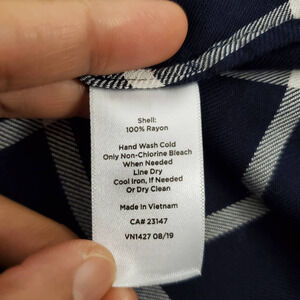 Shell:
100% Rayon
Hand Wash Cold
Only Non-Chlorine Bleach
When Needed
Line Dry
Cool Iron, If Needed
Or Dry Clean
Made In Vietnam
CA# 23147
VN1427 08/19